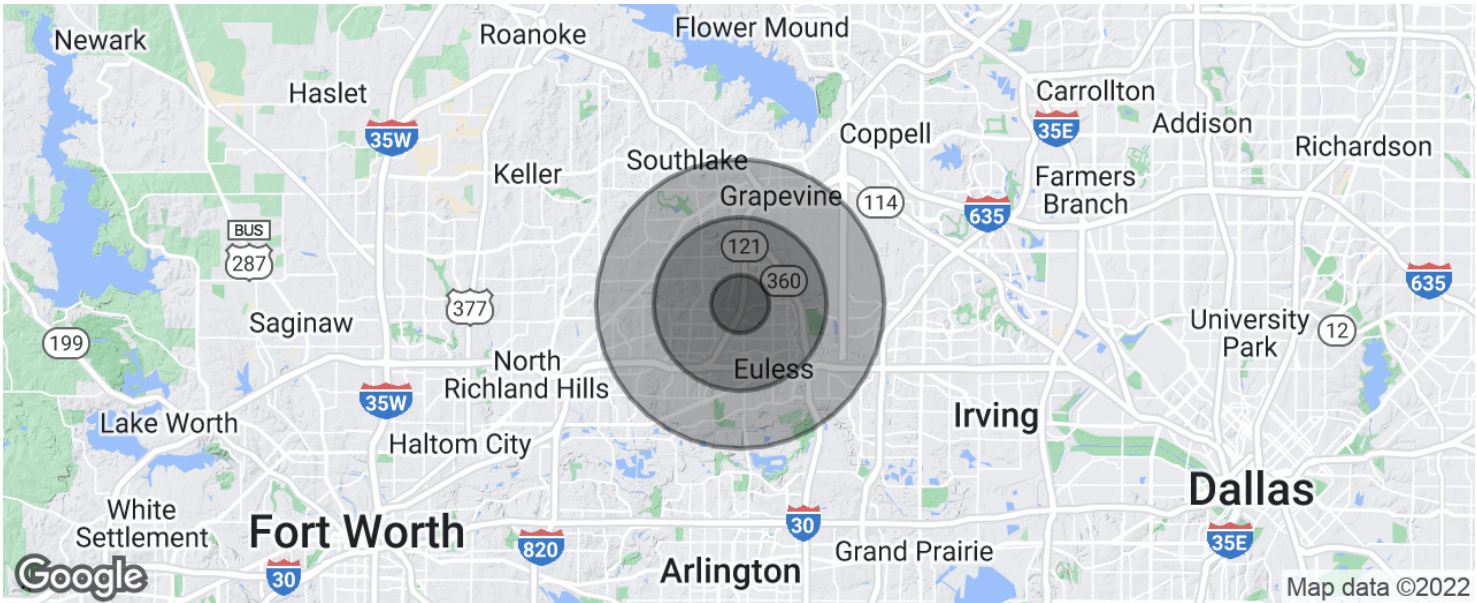 Newark
Roanoke
Flower Mound
Haslet
35W
Carrollton
35E
Addison
Coppell
Richardson
Southlake
Keller
Grapevine
114
Farmers
Branch
635
BUS
287
121
360
635
377
Saginaw
199
University
Park
12
North
Richland Hills
Euless
35W
Lake Worth
Haltom City
Irving
Dallas
White
Settlement
Fort Worth
820
30
35E
Arlington
Grand Prairie
30
Google
Map data ©2022